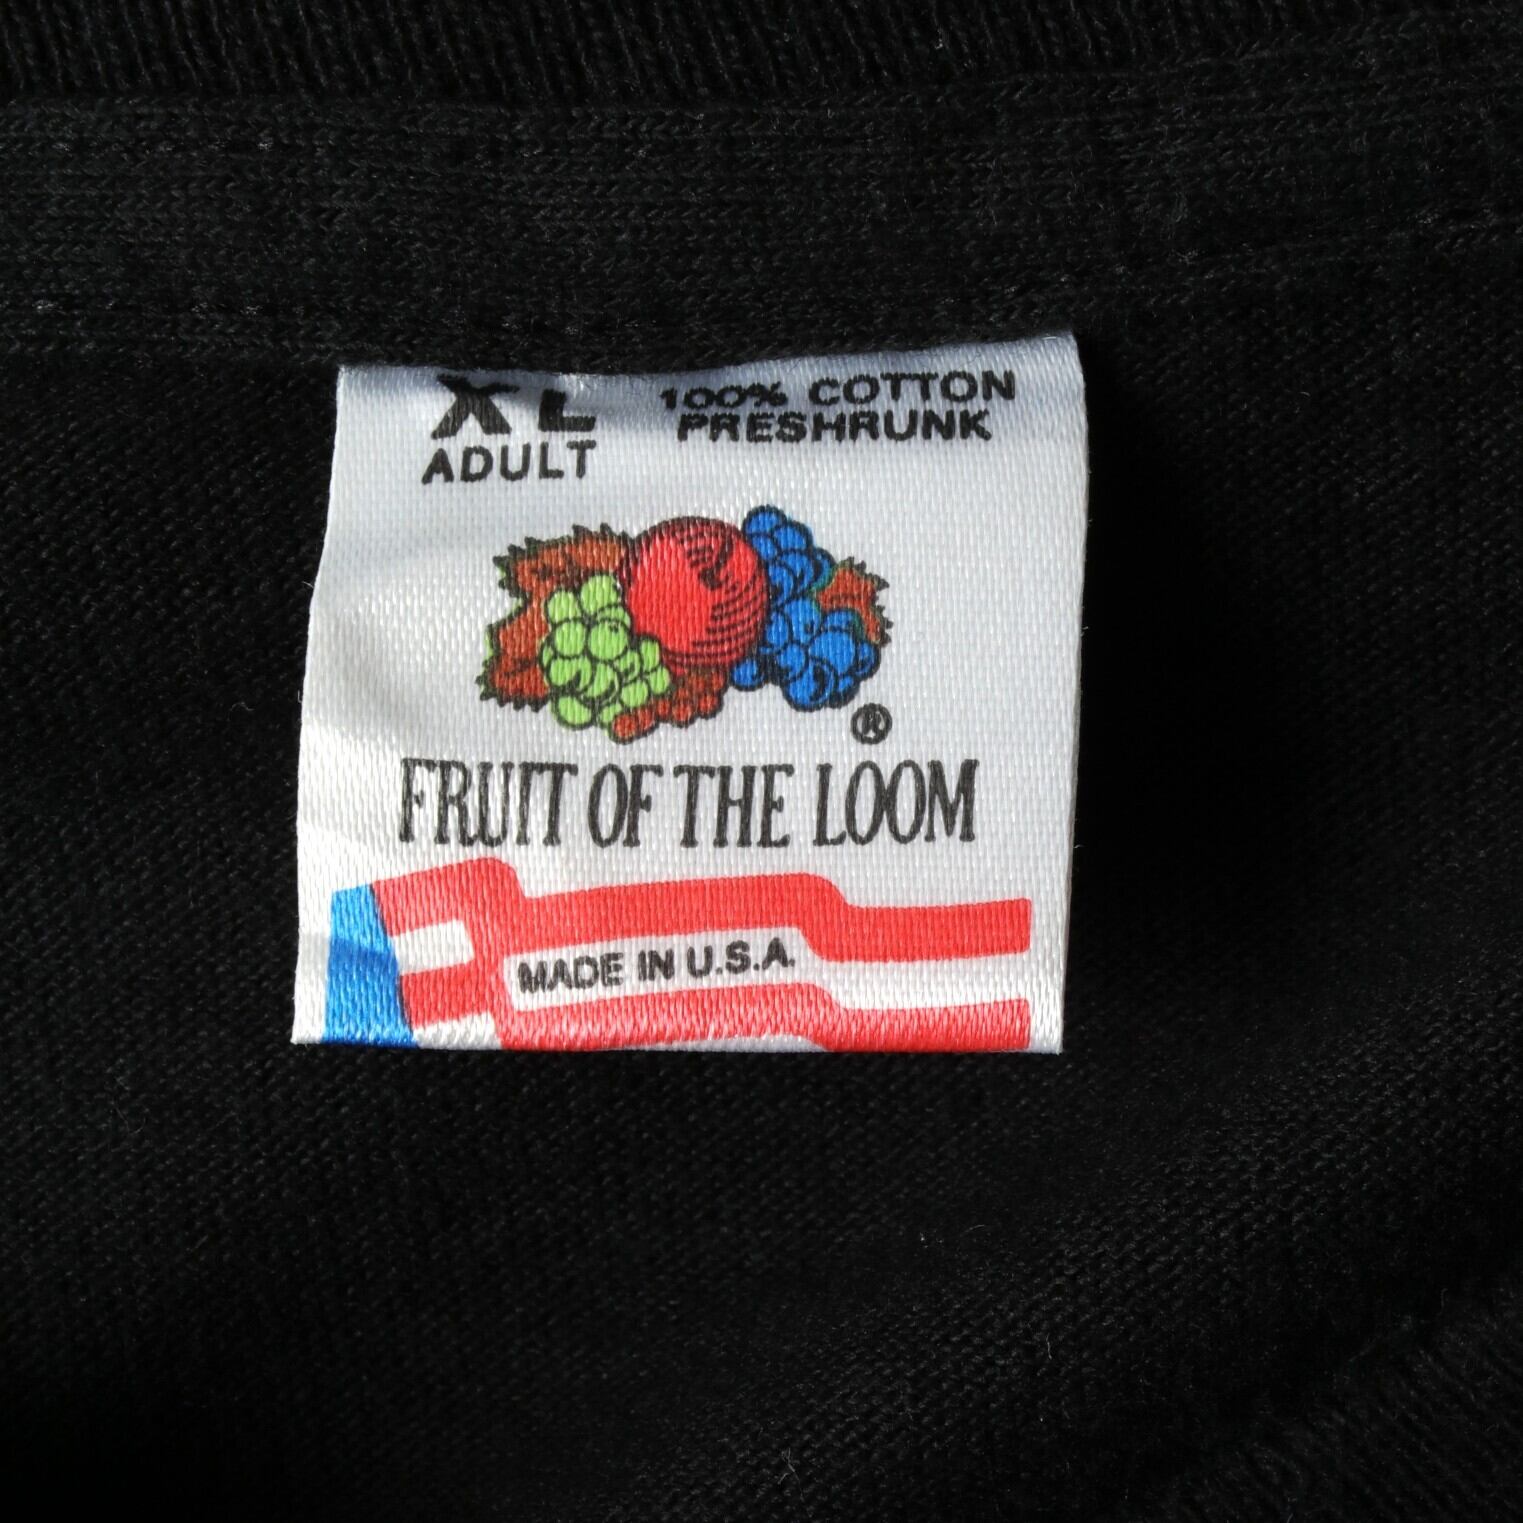 XL
ADULT
100% COTTON
PRESHRUNK
®
FRUIT OF THE LOOM
MADE IN U.S.A.